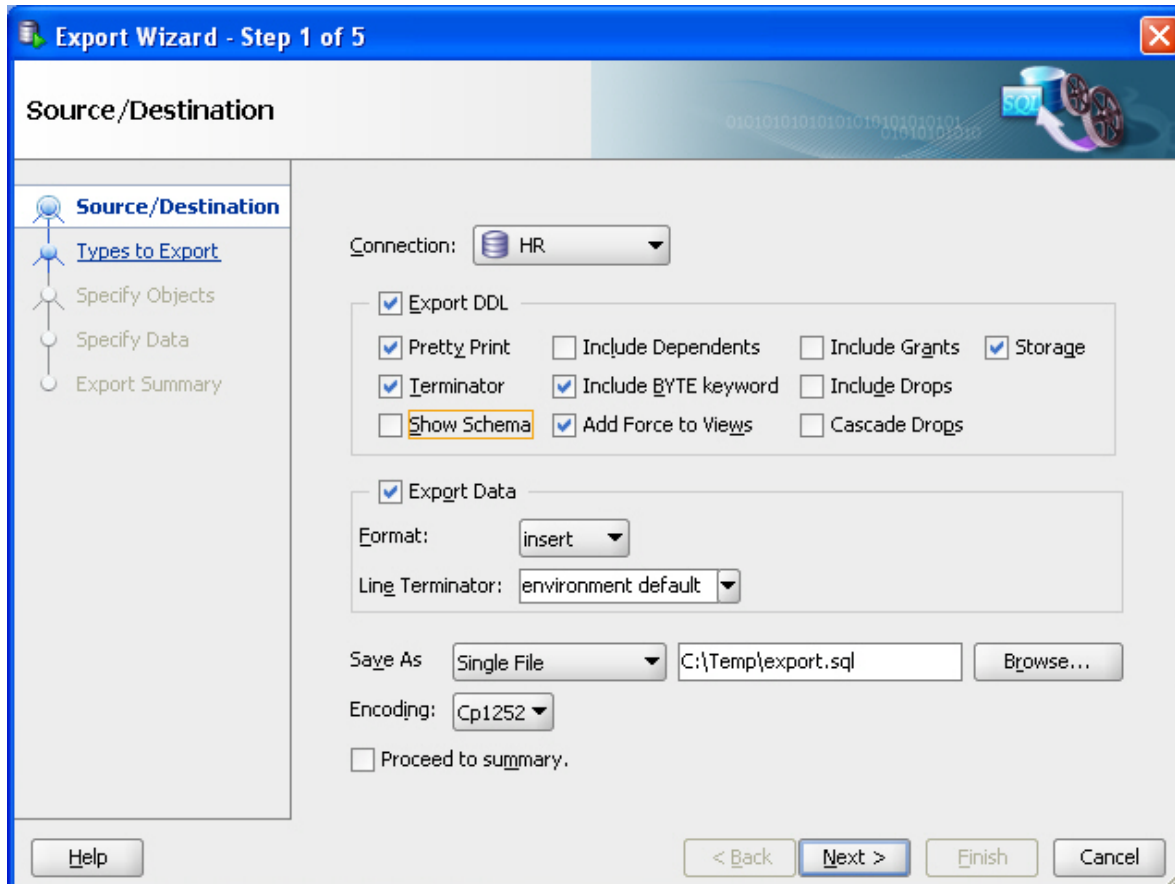 Export Wizard - Step 1 of 5
Source/Destination
SQL
0101010101010101010101010101
01010101010
Source/Destination
Types to Export
Specify Objects
Specify Data
Export Summary
Connection: HR
Export DDL
Pretty Print Include Dependents Include Grants Storage
Terminator Include BYTE keyword Include Drops
Show Schema Add Force to Views Cascade Drops
Export Data
Format: insert
Line Terminator: environment default
Save As Single File C:\Temp\export.sql Browse...
Encoding: Cp1252
Proceed to summary.
Help < Back Next > Finish Cancel